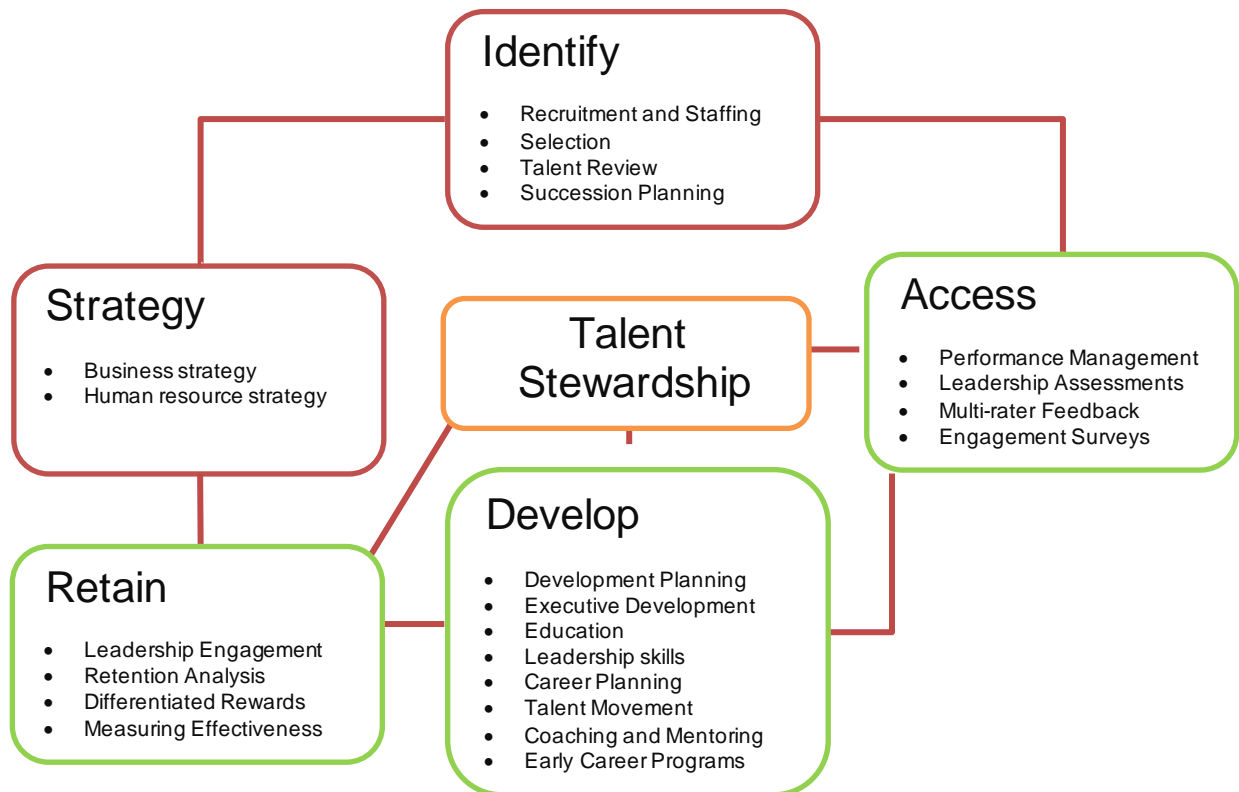 Identify
• Recruitment and Staffing
• Selection
• Talent Review
• Succession Planning
Strategy
• Business strategy
• Human resource strategy
Talent
Stewardship
Access
• Performance Management
• Leadership Assessments
• Multi-rater Feedback
• Engagement Surveys
Retain
• Leadership Engagement
• Retention Analysis
• Differentiated Rewards
• Measuring Effectiveness
Develop
• Development Planning
• Executive Development
• Education
• Leadership skills
• Career Planning
• Talent Movement
• Coaching and Mentoring
• Early Career Programs